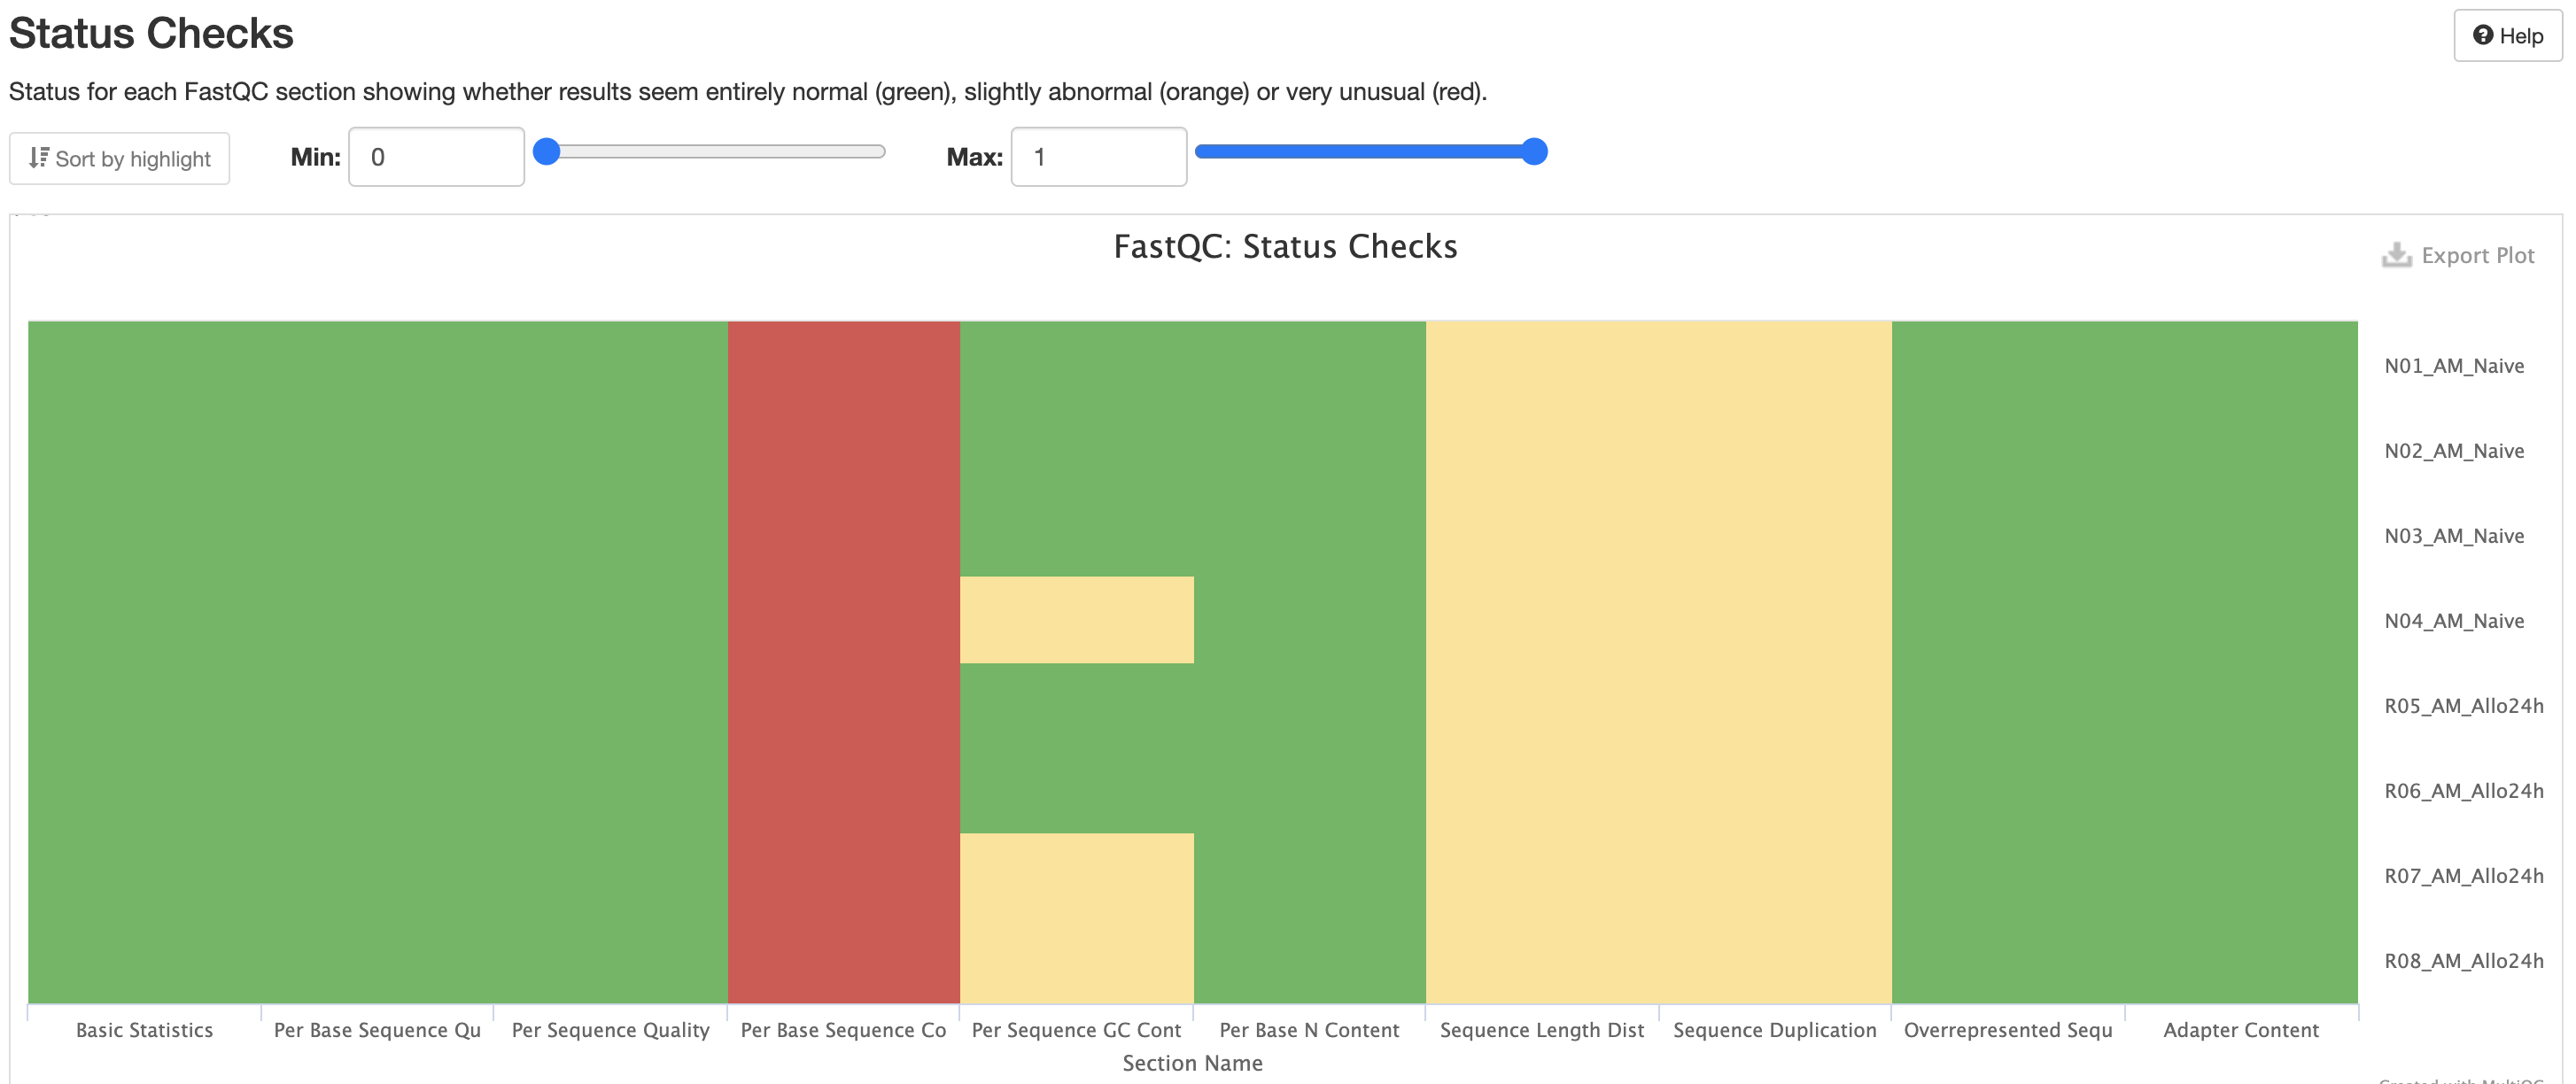 Status Checks
Help
Status for each FastQC section showing whether results seem entirely normal (green), slightly abnormal (orange) or very unusual (red).
Sort by highlight Min: 0 Max: 1
FastQC: Status Checks
Export Plot
N01_AM_Naive
N02_AM_Naive
N03_AM_Naive
N04_AM_Naive
R05_AM_Allo24h
R06_AM_Allo24h
R07_AM_Allo24h
R08_AM_Allo24h
Basic Statistics Per Base Sequence Qu Per Sequence Quality Per Base Sequence Co Per Sequence GC Cont Per Base N Content Sequence Length Dist Sequence Duplication Overrepresented Sequ Adapter Content
Section Name